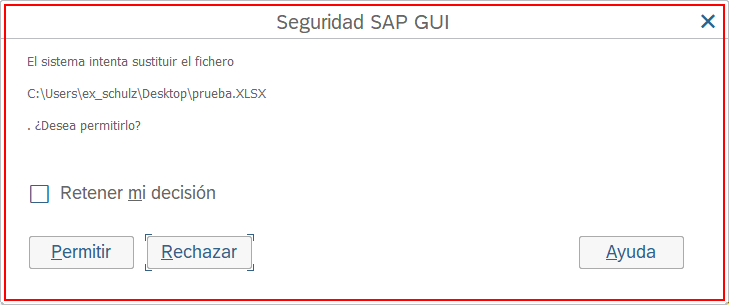 Seguridad SAP GUI
El sistema intenta sustituir el fichero
C:\Users\ex_schulz\Desktop\prueba.XLSX
. ¿Desea permitirlo?
Retener mi decisión
Permitir Rechazar Ayuda